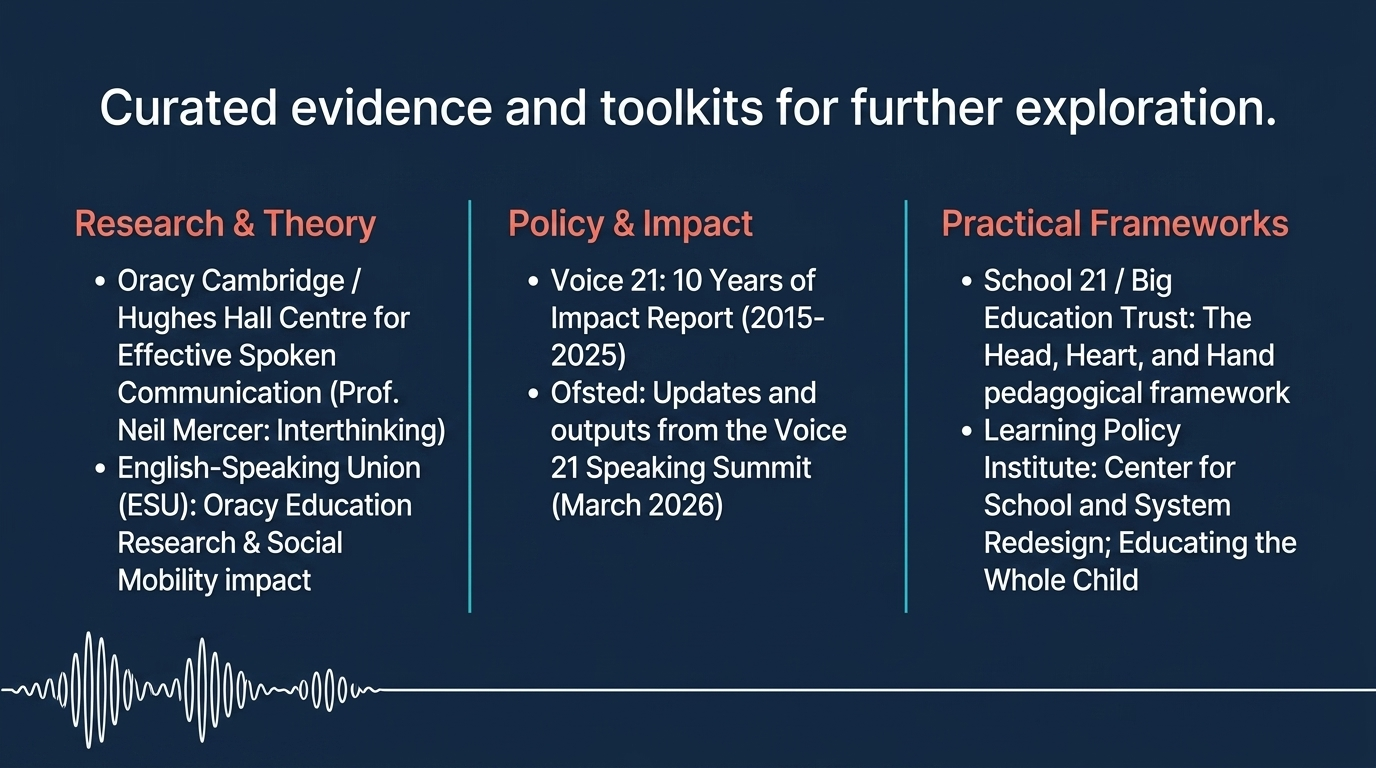 Curated evidence and toolkits for further exploration.
Research & Theory
• Oracy Cambridge /
Hughes Hall Centre for
Effective Spoken
Communication (Prof.
Neil Mercer: Interthinking)
• English-Speaking Union
(ESU): Oracy Education
Research & Social
Mobility impact
Policy & Impact
• Voice 21: 10 Years of
Impact Report (2015-
2025)
• Ofsted: Updates and
outputs from the Voice
21 Speaking Summit
(March 2026)
Practical Frameworks
• School 21 / Big
Education Trust: The
Head, Heart, and Hand
pedagogical framework
• Learning Policy
Institute: Center for
School and System
Redesign; Educating the
Whole Child